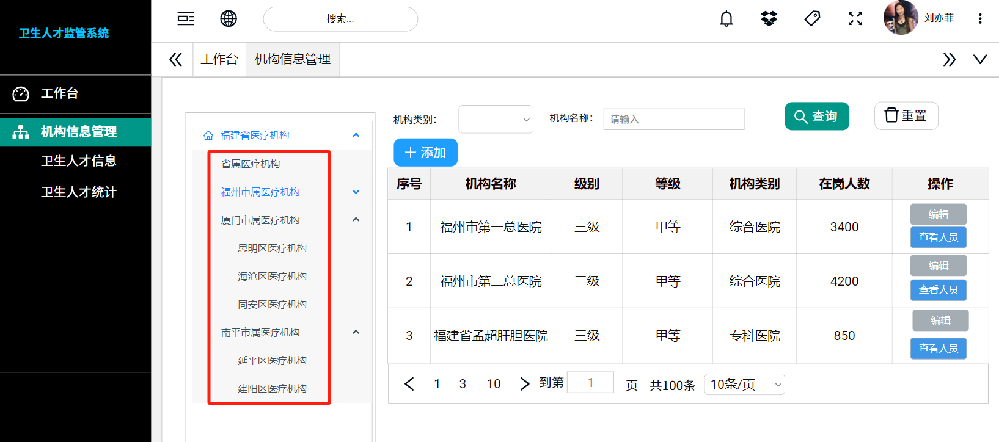 卫生人才监管系统
搜索...
刘亦菲
工作台
机构信息管理
工作台
机构信息管理
卫生人才信息
卫生人才统计
福建省医疗机构
省属医疗机构
福州市属医疗机构
厦门市属医疗机构
思明区医疗机构
海沧区医疗机构
同安区医疗机构
南平市属医疗机构
延平区医疗机构
建阳区医疗机构
机构类别： 机构名称： 请输入 查询 重置
添加
序号 机构名称 级别 等级 机构类别 在岗人数 操作
1 福州市第一总医院 三级 甲等 综合医院 3400 编辑 查看人员
2 福州市第二总医院 三级 甲等 综合医院 4200 编辑 查看人员
3 福建省孟超肝胆医院 三级 甲等 专科医院 850 编辑 查看人员
1 3 10 到第 1 页 共100条 10条/页